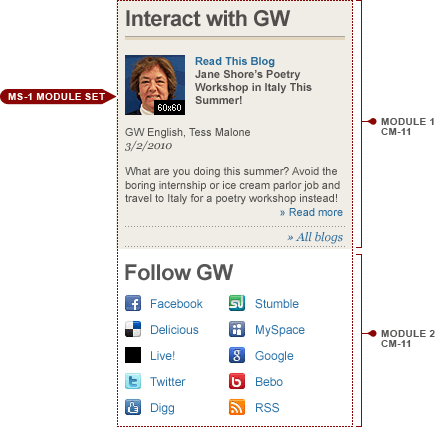 Interact with GW
Read This Blog
Jane Shore's Poetry
Workshop in Italy This
Summer!
60x60
MS-1 MODULE SET
GW English, Tess Malone
3/2/2010
What are you doing this summer? Avoid the
boring internship or ice cream parlor job and
travel to Italy for a poetry workshop instead!
» Read more
» All blogs
MODULE 1
CM-11
Follow GW
Facebook
Stumble
Delicious
MySpace
Live!
Google
Twitter
Bebo
Digg
RSS
MODULE 2
CM-11